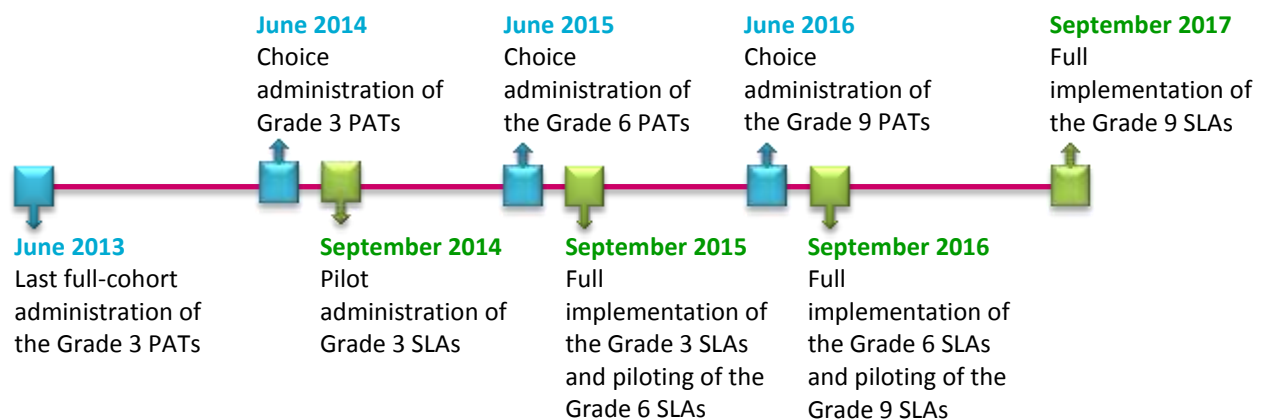 June 2014
Choice
administration of
Grade 3 PATs
June 2015
Choice
administration of
the Grade 6 PATs
June 2016
Choice
administration of
the Grade 9 PATs
September 2017
Full
implementation of
the Grade 9 SLAs
June 2013
Last full-cohort
administration of
the Grade 3 PATs
September 2014
Pilot
administration of
Grade 3 SLAs
September 2015
Full
implementation of
the Grade 3 SLAs
and piloting of the
Grade 6 SLAs
September 2016
Full
implementation of
the Grade 6 SLAs
and piloting of the
Grade 9 SLAs